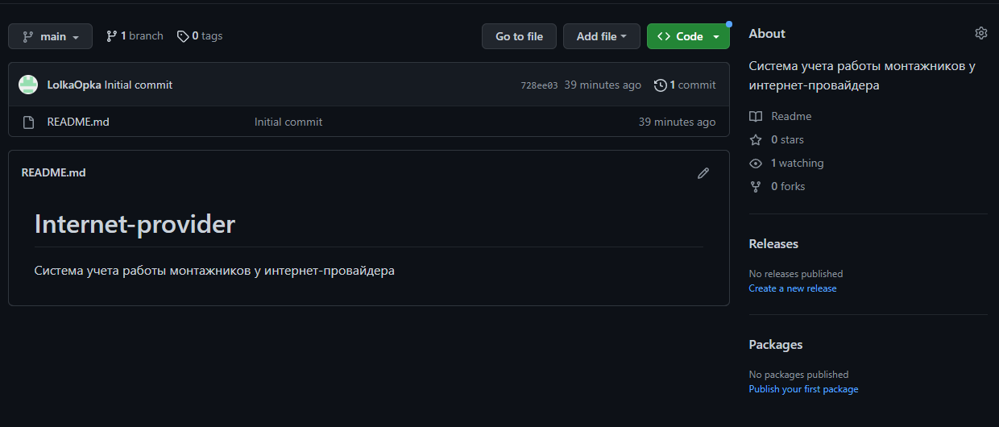 main
1 branch
0 tags
Go to file
Add file
Code
LolkaOpka Initial commit
728ee03 39 minutes ago
1 commit
README.md
Initial commit
39 minutes ago
README.md
Internet-provider
Система учета работы монтажников у интернет-провайдера
About
Система учета работы монтажников у
интернет-провайдера
Readme
0 stars
1 watching
0 forks
Releases
No releases published
Create a new release
Packages
No packages published
Publish your first package